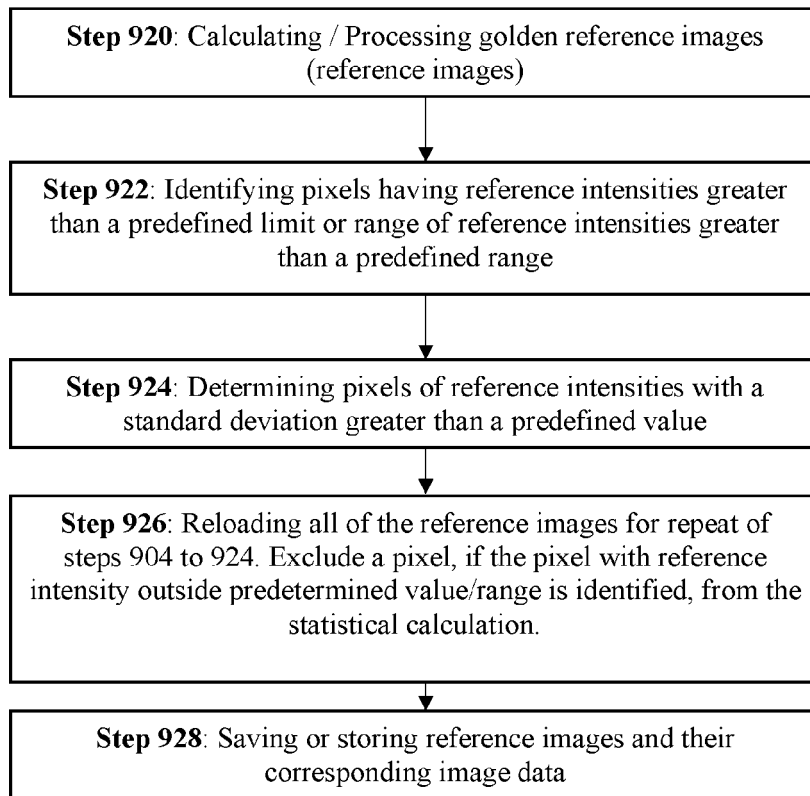 Step 920: Calculating / Processing golden reference images
(reference images)
Step 922: Identifying pixels having reference intensities greater
than a predefined limit or range of reference intensities greater
than a predefined range
Step 924: Determining pixels of reference intensities with a
standard deviation greater than a predefined value
Step 926: Reloading all of the reference images for repeat of
steps 904 to 924. Exclude a pixel, if the pixel with reference
intensity outside predetermined value/range is identified, from the
statistical calculation.
Step 928: Saving or storing reference images and their
corresponding image data